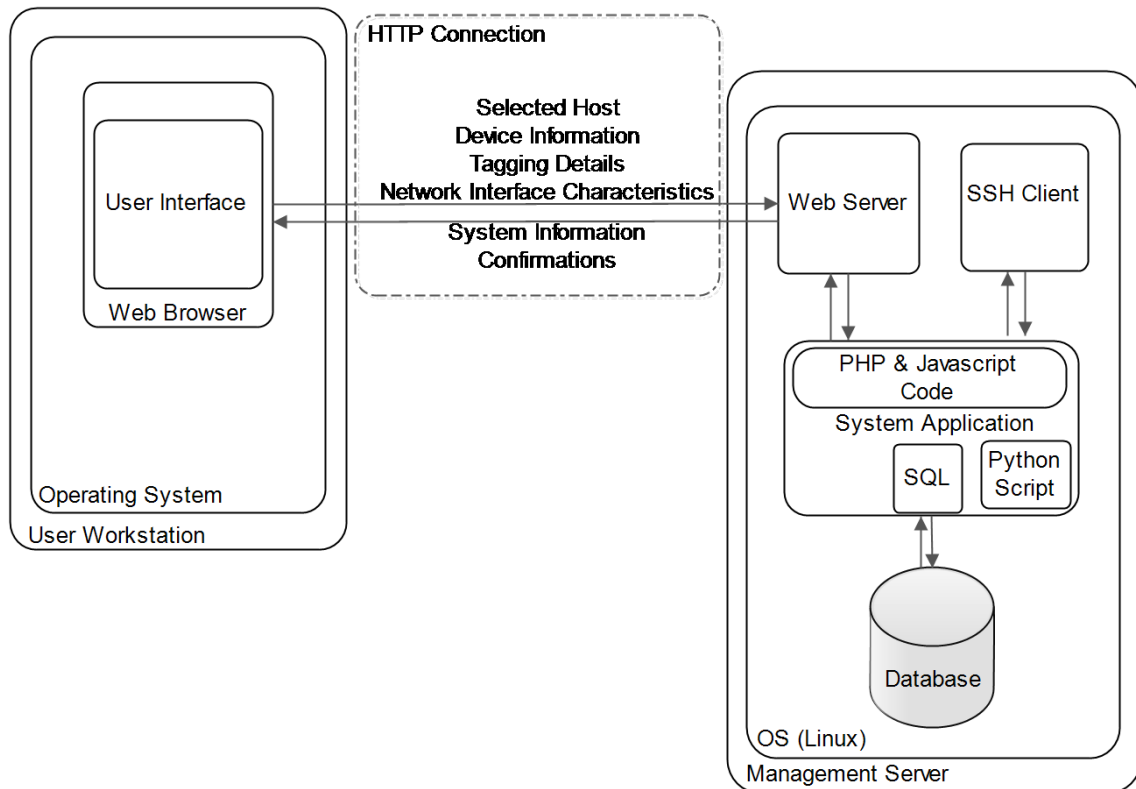 HTTP Connection
Selected Host
Device Information
Tagging Details
Network Interface Characteristics
System Information
Confirmations
User Interface
Web Browser
Operating System
User Workstation
Web Server
SSH Client
PHP & Javascript
Code
System Application
SQL
Python
Script
Database
OS (Linux)
Management Server